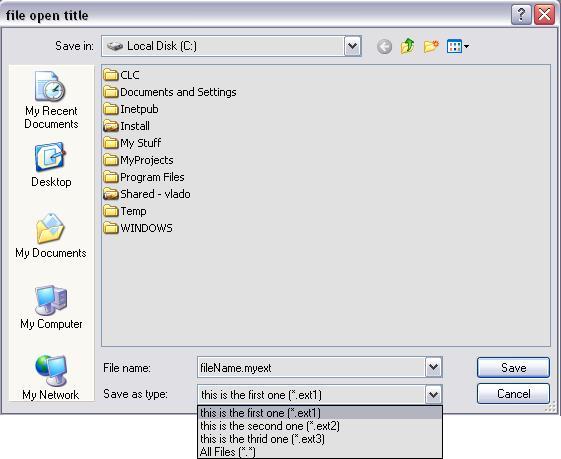 file open title
Save in: Local Disk (C:)
My Recent
Documents
Desktop
My Documents
My Computer
My Network
CLC
Documents and Settings
Inetpub
Install
My Stuff
MyProjects
Program Files
Shared - vlado
Temp
WINDOWS
File name: fileName.myext Save
Save as type: this is the first one (*.ext1) Cancel
this is the first one (*.ext1)
this is the second one (*.ext2)
this is the thrid one (*.ext3)
All Files (*.*)